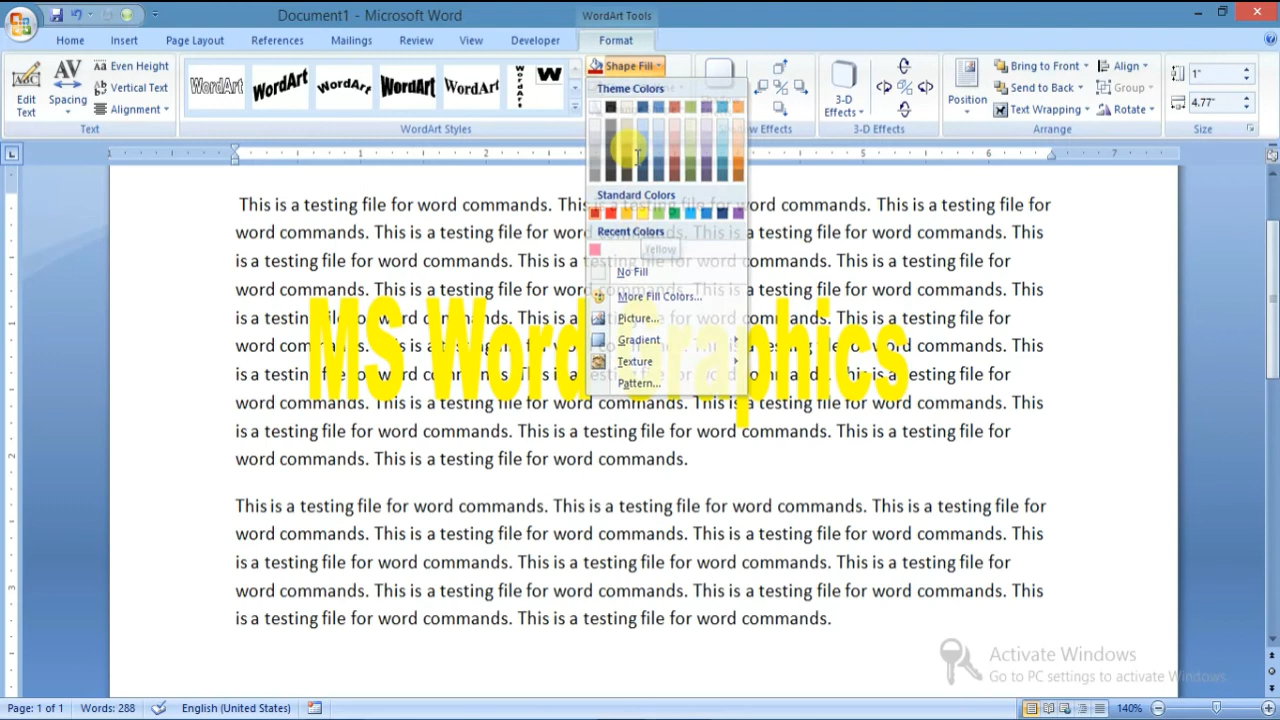 Document1 - Microsoft Word
WordArt Tools
Home Insert Page Layout References Mailings Review View Developer Format
Edit Text
Spacing
Even Height
Vertical Text
Alignment
Text
WordArt WordArt WordArt WordArt WordArt WordArt W
WordArt Styles
Shape Fill
3-D Effects
3-D Effects
Position
Bring to Front
Send to Back
Text Wrapping
Align
Group
Rotate
Arrange
1"
4.77"
Size
Theme Colors
Standard Colors
Recent Colors
Yellow
No Fill
More Fill Colors...
Picture...
Gradient
Texture
Pattern...
This is a testing file for word commands. This is a testing file for word commands. This is a testing file for
word commands. This is a testing file for word commands. This is a testing file for word commands. This
is a testing file for word commands. This is a testing file for word commands. This is a testing file for
word commands. This is a testing file for word commands. This is a testing file for word commands. This
is a testing file for word commands. This is a testing file for word commands. This is a testing file for
word commands. This is a testing file for word commands. This is a testing file for word commands. This
is a testing file for word commands. This is a testing file for word commands. This is a testing file for
word commands. This is a testing file for word commands. This is a testing file for word commands. This
is a testing file for word commands. This is a testing file for word commands. This is a testing file for
word commands. This is a testing file for word commands.
MS Word Graphics
This is a testing file for word commands. This is a testing file for word commands. This is a testing file for
word commands. This is a testing file for word commands. This is a testing file for word commands. This
is a testing file for word commands. This is a testing file for word commands. This is a testing file for
word commands. This is a testing file for word commands. This is a testing file for word commands. This
is a testing file for word commands. This is a testing file for word commands.
Activate Windows
Go to PC settings to activate Windows.
Page: 1 of 1 Words: 288 English (United States) 140%